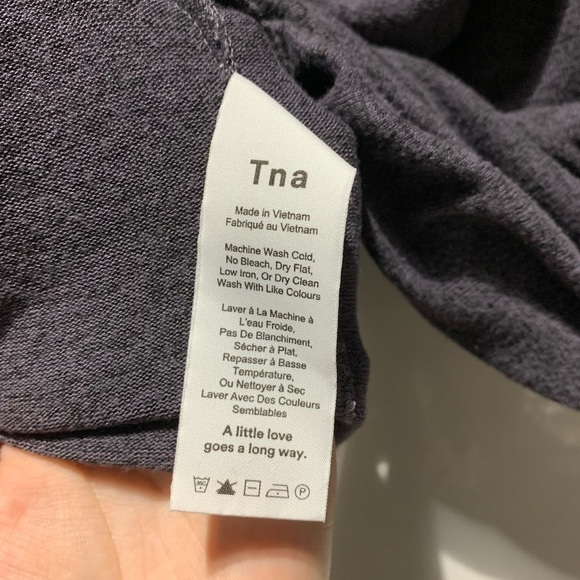 Tna
Made in Vietnam
Fabriqué au Vietnam
Machine Wash Cold,
No Bleach, Dry Flat,
Low Iron, Or Dry Clean
Wash With Like Colours
Laver à La Machine à
L'eau Froide,
Pas De Blanchiment,
Sécher à Plat,
Repasser à Basse
Température,
Ou Nettoyer à Sec
Laver Avec Des Couleurs
Semblables
A little love
goes a long way.
P